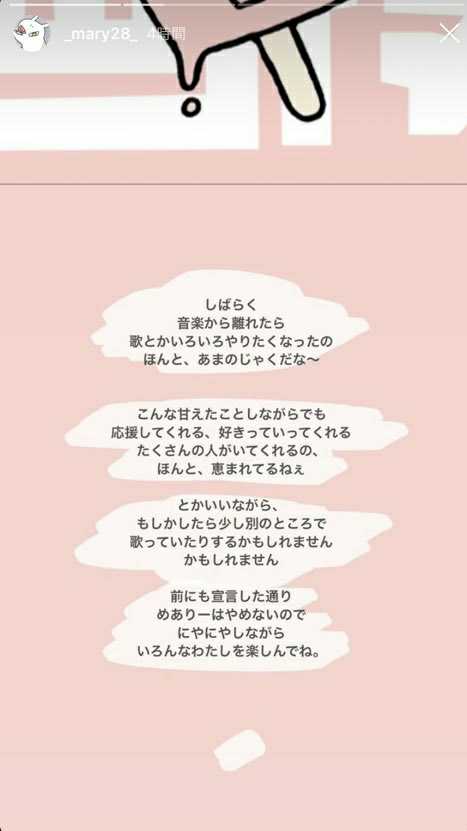 _mary28_ 4時間
しばらく
音楽から離れたら
歌とかいろいろやりたくなったの
ほんと、あまのじゃくだな〜
こんな甘えたことしながらでも
応援してくれる、好きっていってくれる
たくさんの人がいてくれるの、
ほんと、恵まれてるねぇ
とかいいながら、
もしかしたら少し別のところで
歌っていたりするかもしれません
かもしれません
前にも宣言した通り
めありーはやめないので
にやにやしながら
いろんなわたしを楽しんでね。